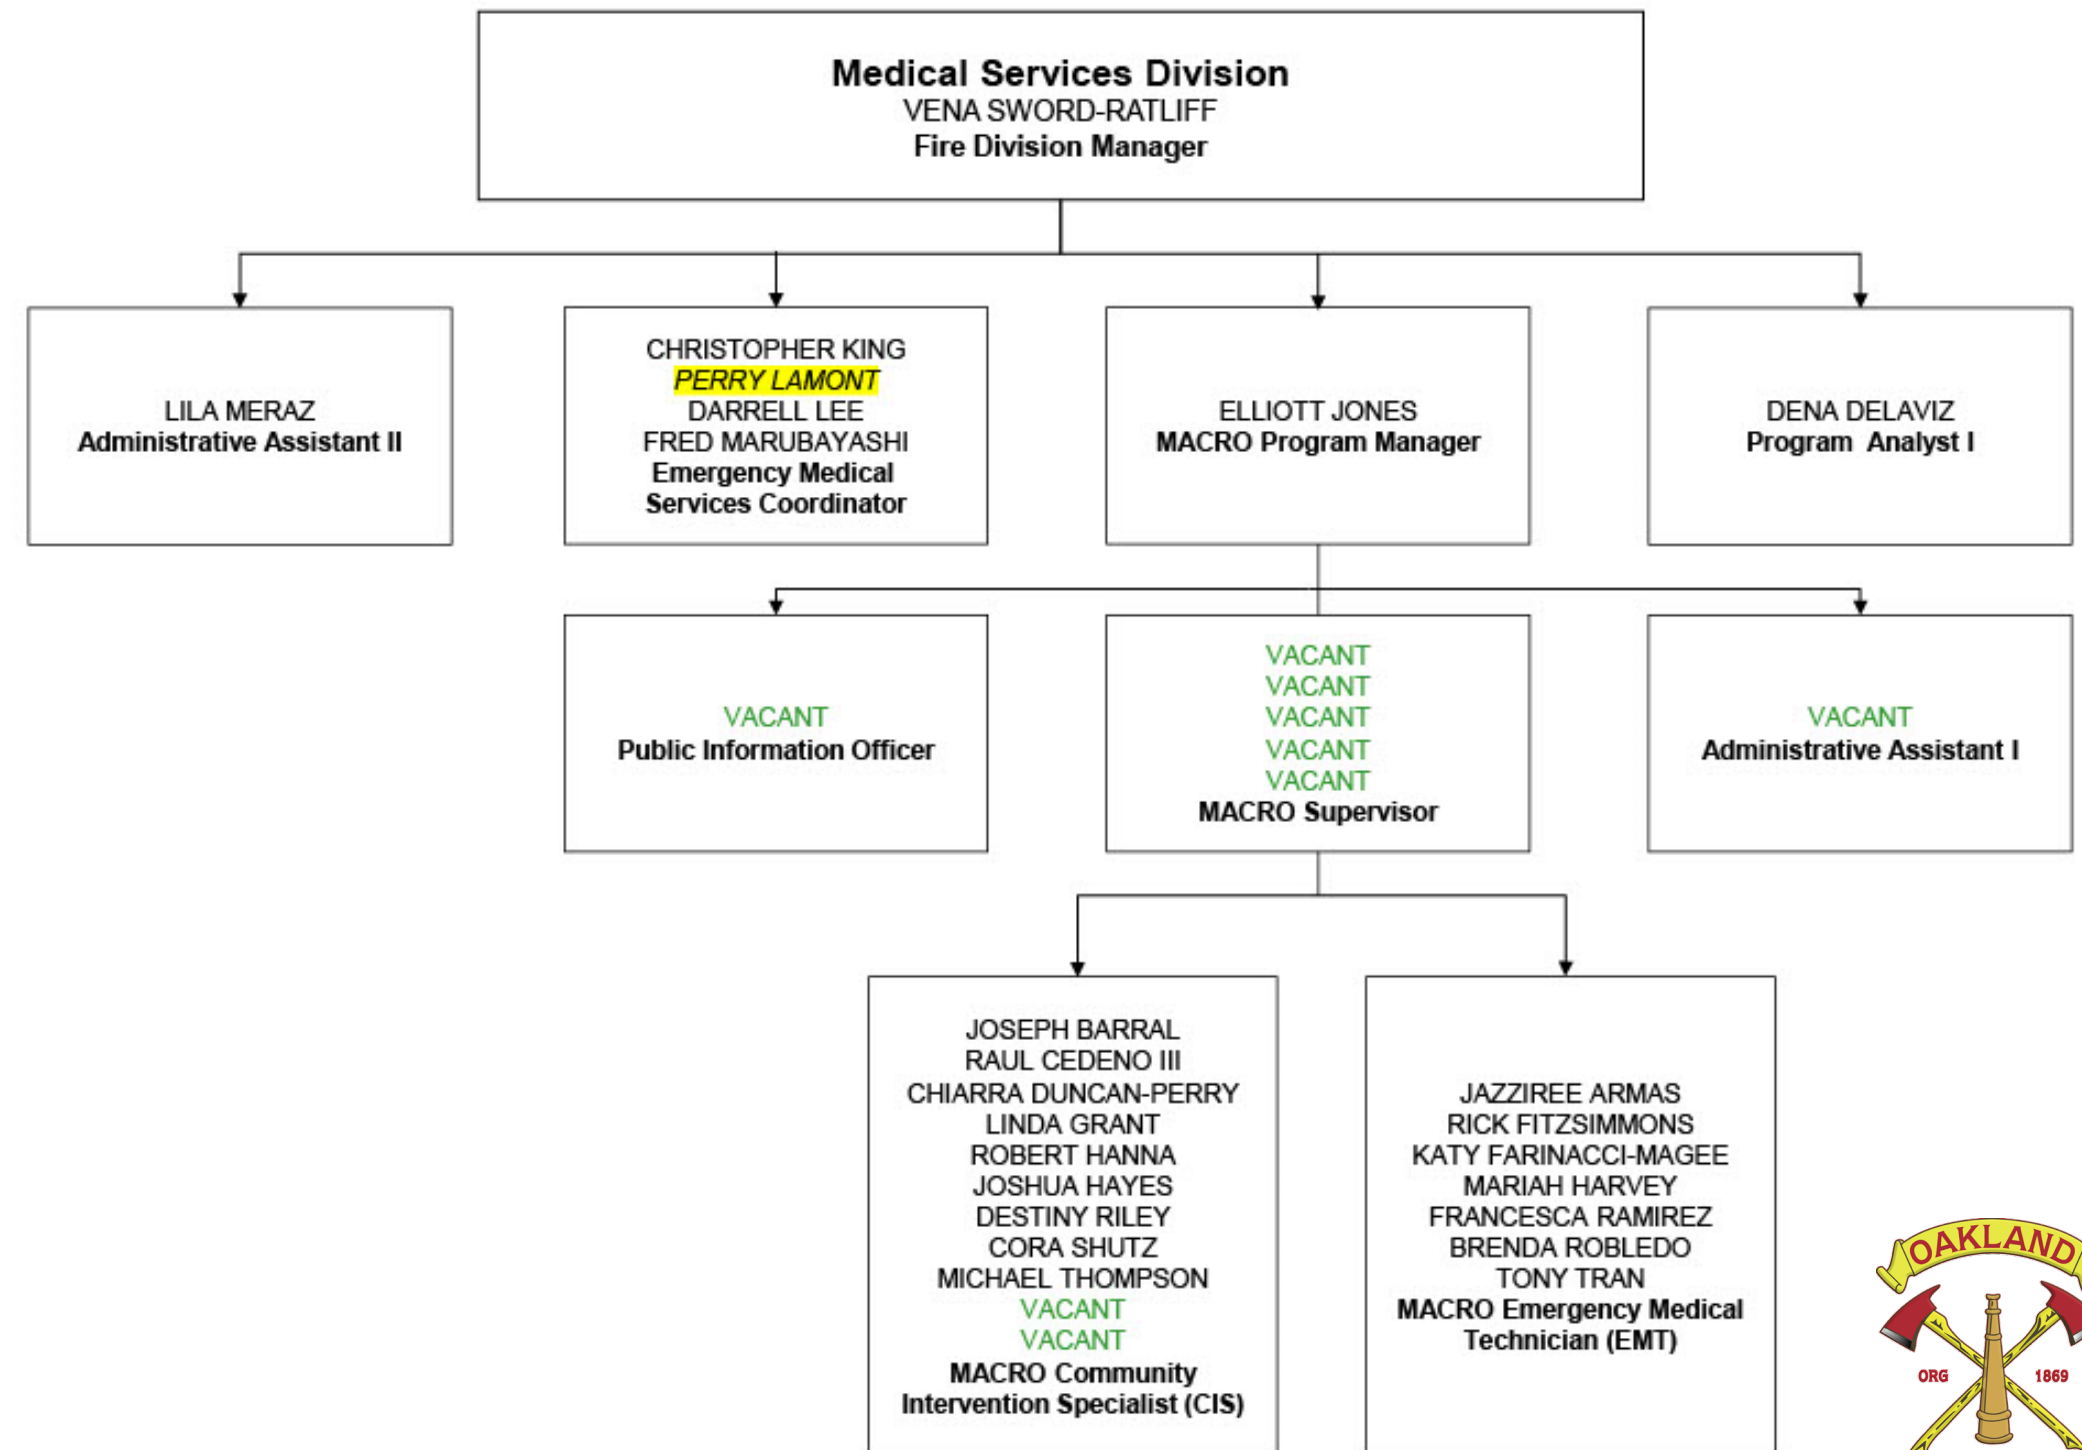 Medical Services Division
VENA SWORD-RATLIFF
Fire Division Manager
LILA MERAZ
Administrative Assistant II
CHRISTOPHER KING
PERRY LAMONT
DARRELL LEE
FRED MARUBAYASHI
Emergency Medical
Services Coordinator
ELLIOTT JONES
MACRO Program Manager
DENA DELAVIZ
Program Analyst I
VACANT
Public Information Officer
VACANT
VACANT
VACANT
VACANT
VACANT
MACRO Supervisor
VACANT
Administrative Assistant I
JOSEPH BARRAL
RAUL CEDENO III
CHIARRA DUNCAN-PERRY
LINDA GRANT
ROBERT HANNA
JOSHUA HAYES
DESTINY RILEY
CORA SHUTZ
MICHAEL THOMPSON
VACANT
VACANT
MACRO Community
Intervention Specialist (CIS)
JAZZIREE ARMAS
RICK FITZSIMMONS
KATY FARINACCI-MAGEE
MARIAH HARVEY
FRANCESCA RAMIREZ
BRENDA ROBLEDO
TONY TRAN
MACRO Emergency Medical
Technician (EMT)
OAKLAND
ORG 1869